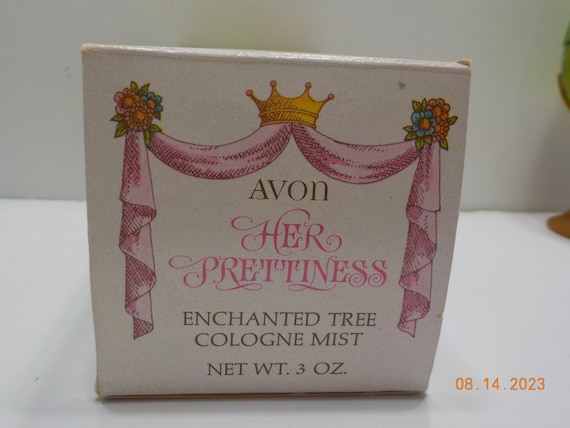 AVON
HER
PRETTINESS
ENCHANTED TREE
COLOGNE MIST
NET WT. 3 OZ.
08.14.2023